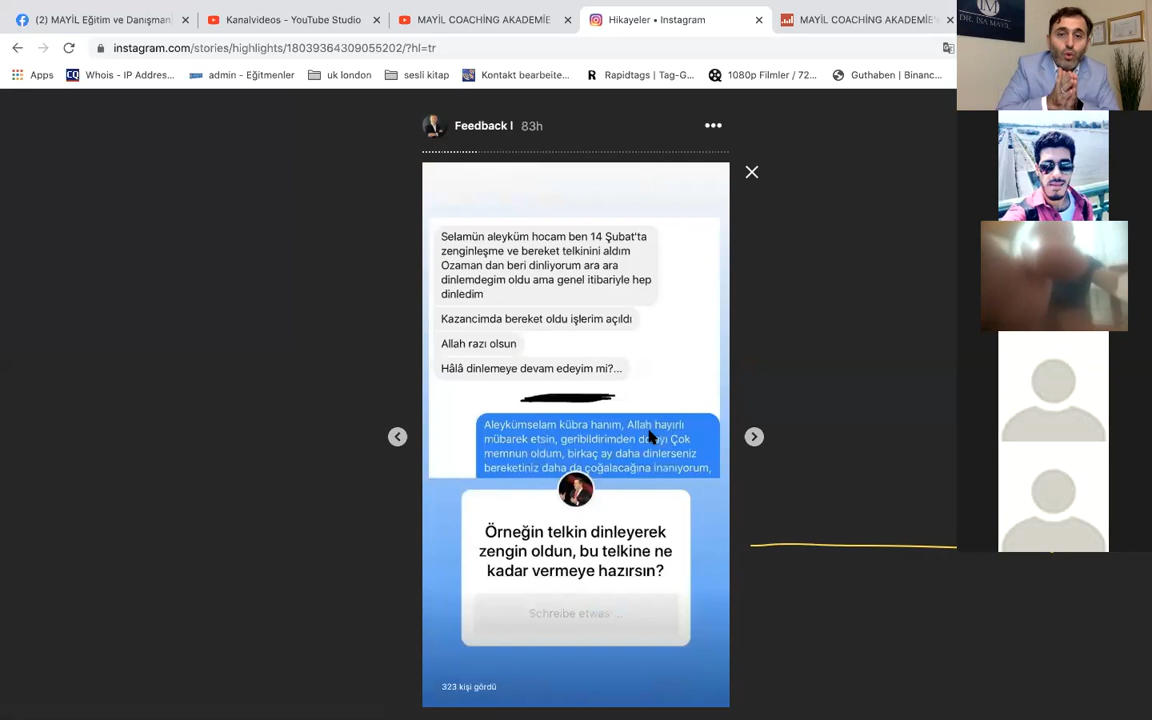 (2) MAYİL Eğitim ve Danışman
Kanalvideos - YouTube Studio
MAYİL COACHİNG AKADEMİE
Hikayeler • Instagram
MAYİL COACHİNG AKADEMİE'
instagram.com/stories/highlights/18039364309055202/?hl=tr
Apps
Whois - IP Addres...
admin - Eğitmenler
uk london
sesli kitap
Kontakt bearbeite...
Rapidtags | Tag-G...
1080p Filmler / 72...
Guthaben | Binanc...
DR. İSA MAYİL
Feedback I 83h
Selamün aleyküm hocam ben 14 Şubat'ta
zenginleşme ve bereket telkinini aldım
Ozaman dan beri dinliyorum ara ara
dinlemdegim oldu ama genel itibariyle hep
dinledim
Kazancimda bereket oldu işlerim açıldı
Allah razı olsun
Hâlâ dinlemeye devam edeyim mi?...
Aleykümselam kübra hanım, Allah hayırlı
mübarek etsin, geribildirimden dolayı Çok
memnun oldum, birkaç ay daha dinlerseniz
bereketiniz daha da çoğalacağına inanıyorum,
Örneğin telkin dinleyerek
zengin oldun, bu telkine ne
kadar vermeye hazırsın?
Schreibe etwas ...
323 kişi gördü